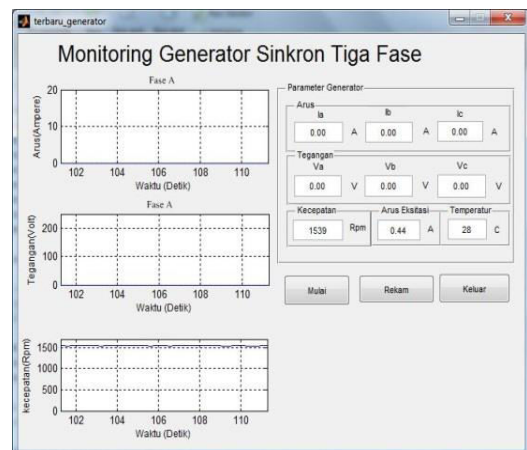 terbaru_generator
Monitoring Generator Sinkron Tiga Fase
Fase A
Arus(Ampere)
20
10
0
102 104 106 108 110
Waktu (Detik)
Fase A
Tegangan(Volt)
200
100
0
102 104 106 108 110
Waktu (Detik)
kecepatan(Rpm)
1500
1000
500
0
102 104 106 108 110
Waktu (Detik)
Parameter Generator
Arus
Ia Ib Ic
0.00 A 0.00 A 0.00 A
Tegangan
Va Vb Vc
0.00 V 0.00 V 0.00 V
Kecepatan Arus Eksitasi Temperatur
1539 Rpm 0.44 A 28 C
Mulai Rekam Keluar